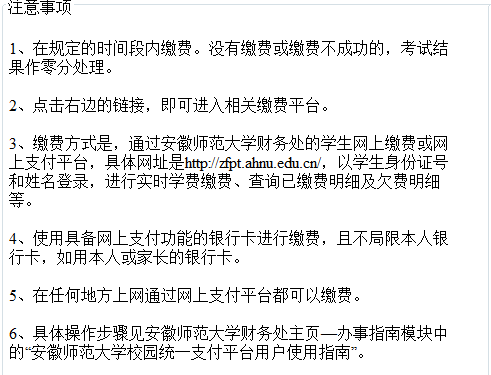 注意事项
1、在规定的时间段内缴费。没有缴费或缴费不成功的，考试结
果作零分处理。
2、点击右边的链接，即可进入相关缴费平台。
3、缴费方式是，通过安徽师范大学财务处的学生网上缴费或网
上支付平台，具体网址是http://zfpt.ahnu.edu.cn/，以学生身份证号
和姓名登录，进行实时学费缴费、查询已缴费明细及欠费明细
等。
4、使用具备网上支付功能的银行卡进行缴费，且不局限本人银
行卡，如用本人或家长的银行卡。
5、在任何地方上网通过网上支付平台都可以缴费。
6、具体操作步骤见安徽师范大学财务处主页—办事指南模块中
的“安徽师范大学校园统一支付平台用户使用指南”。